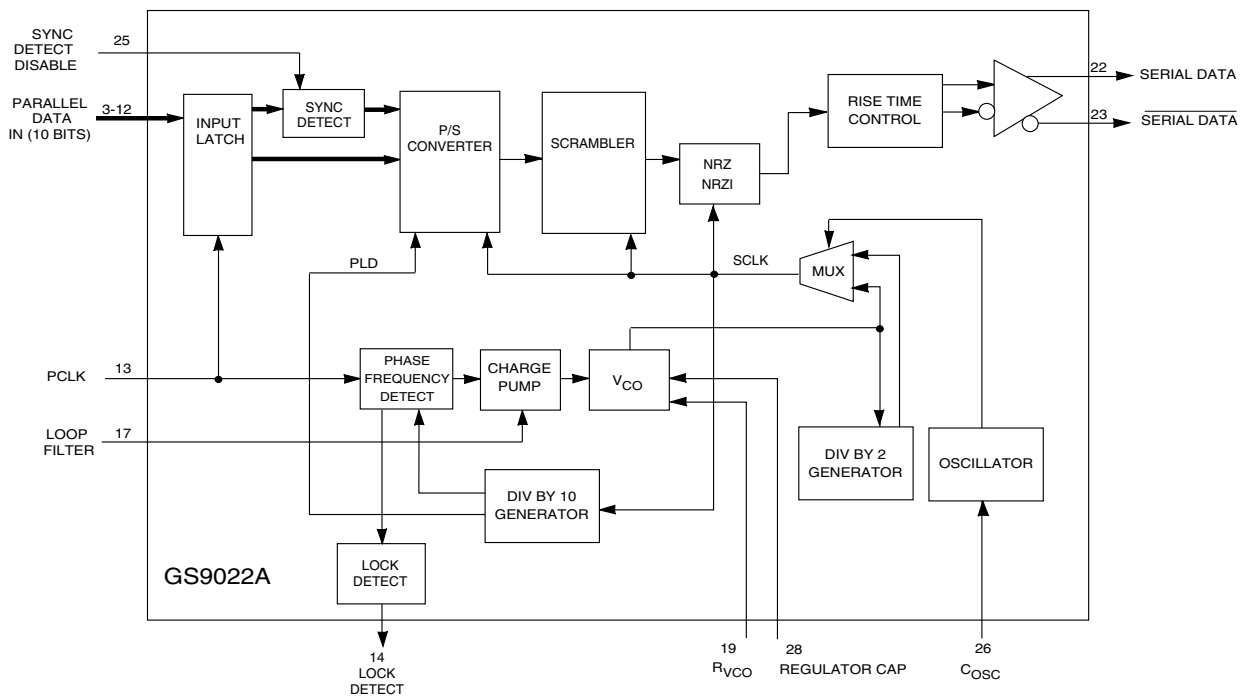 SYNC
DETECT
DISABLE
25
PARALLEL
DATA
IN (10 BITS)
3-12
INPUT
LATCH
SYNC
DETECT
P/S
CONVERTER
SCRAMBLER
NRZ
NRZI
RISE TIME
CONTROL
22
SERIAL DATA
23
SERIAL DATA
PLD
SCLK
MUX
PCLK
13
PHASE
FREQUENCY
DETECT
CHARGE
PUMP
VCO
LOOP
FILTER
17
DIV BY 2
GENERATOR
OSCILLATOR
DIV BY 10
GENERATOR
LOCK
DETECT
GS9022A
14
LOCK
DETECT
19
RVCO
28
REGULATOR CAP
26
COSC